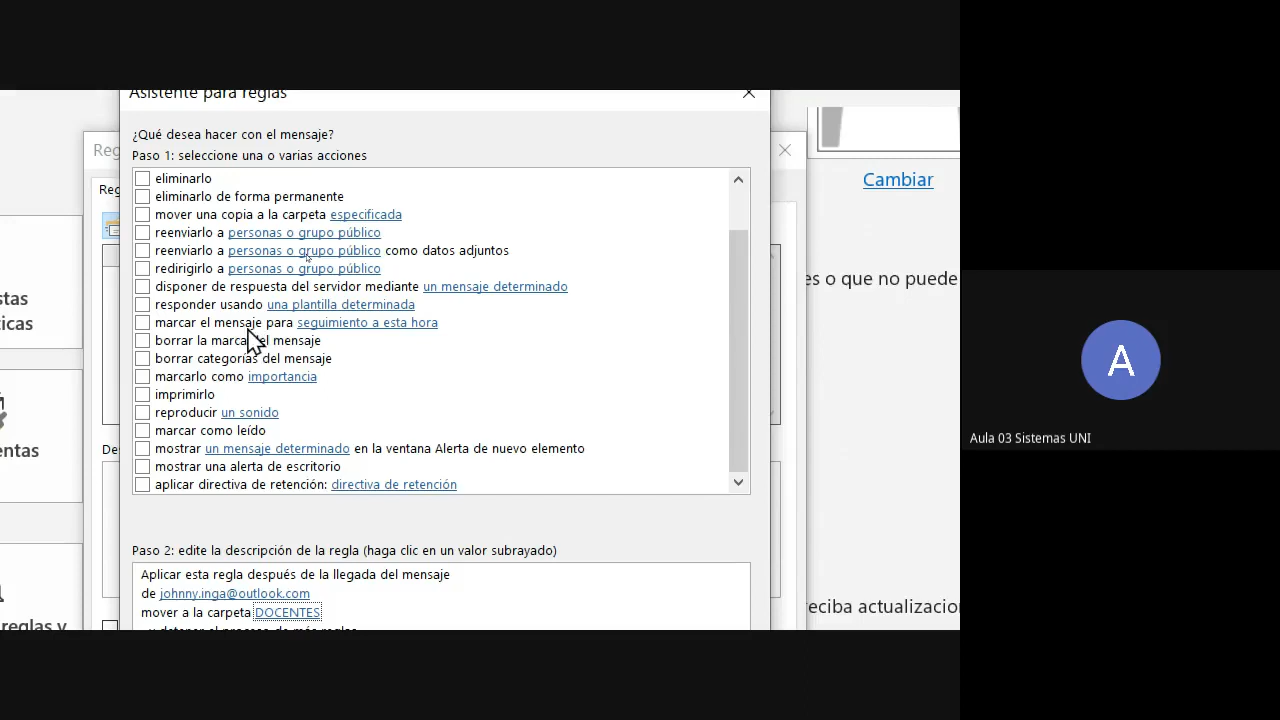 Asistente para reglas
¿Qué desea hacer con el mensaje?
Paso 1: seleccione una o varias acciones
eliminarlo
eliminarlo de forma permanente
mover una copia a la carpeta especificada
reenviarlo a personas o grupo público
reenviarlo a personas o grupo público como datos adjuntos
redirigirlo a personas o grupo público
disponer de respuesta del servidor mediante un mensaje determinado
responder usando una plantilla determinada
marcar el mensaje para seguimiento a esta hora
borrar la marca del mensaje
borrar categorías del mensaje
marcarlo como importancia
imprimirlo
reproducir un sonido
marcar como leído
mostrar un mensaje determinado en la ventana Alerta de nuevo elemento
mostrar una alerta de escritorio
aplicar directiva de retención: directiva de retención
Paso 2: edite la descripción de la regla (haga clic en un valor subrayado)
Aplicar esta regla después de la llegada del mensaje
de johnny.inga@outlook.com
mover a la carpeta DOCENTES
Reg
Reg
De
stas
ticas
entas
reglas y
Cambiar
es o que no puede
eciba actualizacio
A
Aula 03 Sistemas UNI